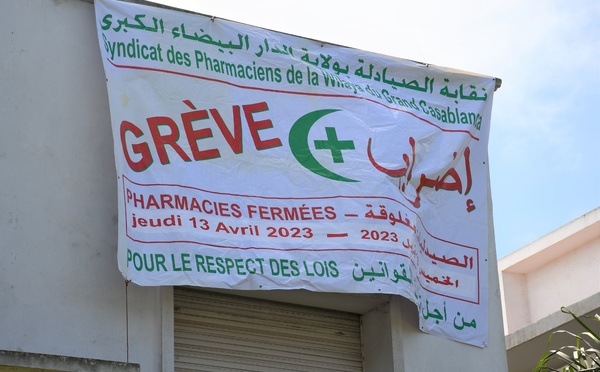 نقابة الصيادلة بولاية الدار البيضاء الكبرى
Syndicat des Pharmaciens de la Wilaya du Grand Casablanca
GRÈVE إضراب
PHARMACIES FERMÉES –
jeudi 13 Avril 2023 — 2023
POUR LE RESPECT DES LOIS من أجل